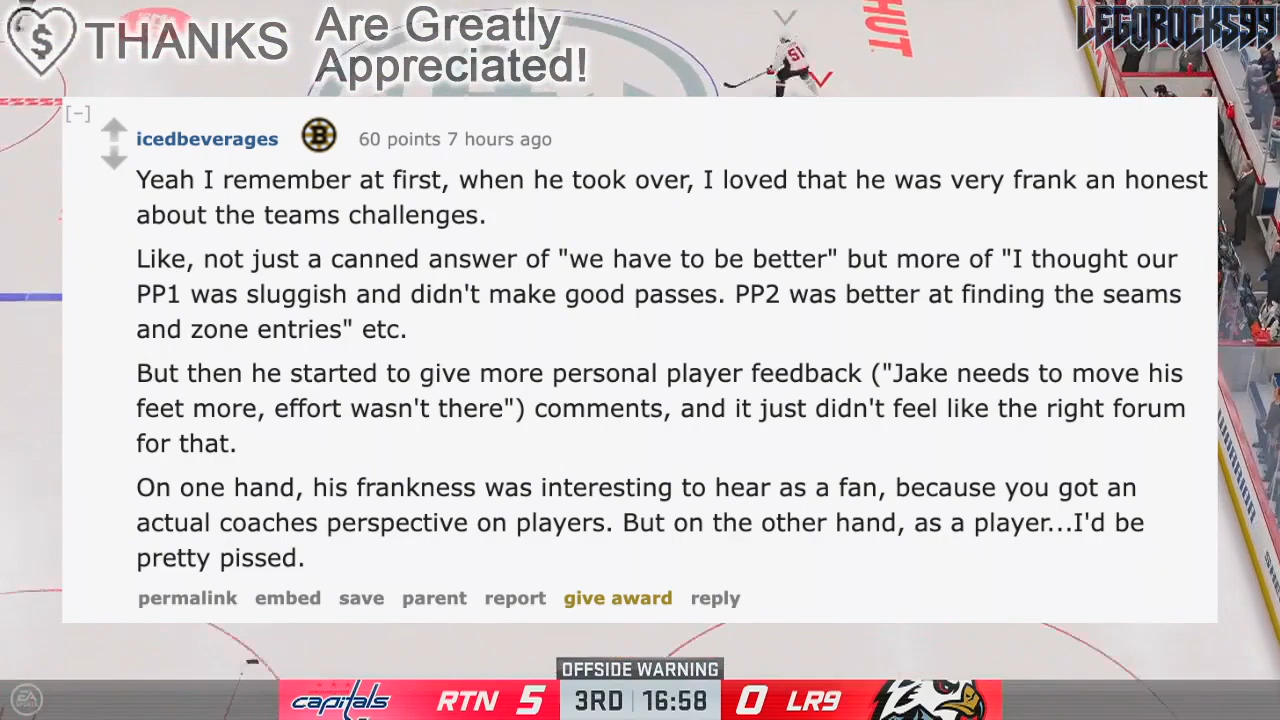 $ THANKS Are Greatly
Appreciated!
LEGOROCKS99
HUT
51
[-]
icedbeverages B 60 points 7 hours ago
Yeah I remember at first, when he took over, I loved that he was very frank an honest
about the teams challenges.
Like, not just a canned answer of "we have to be better" but more of "I thought our
PP1 was sluggish and didn't make good passes. PP2 was better at finding the seams
and zone entries" etc.
But then he started to give more personal player feedback ("Jake needs to move his
feet more, effort wasn't there") comments, and it just didn't feel like the right forum
for that.
On one hand, his frankness was interesting to hear as a fan, because you got an
actual coaches perspective on players. But on the other hand, as a player...I'd be
pretty pissed.
permalink embed save parent report give award reply
WARRIOR
OFFSIDE WARNING
EA SPORTS
capitals RTN 5 3RD 16:58 0 LR9